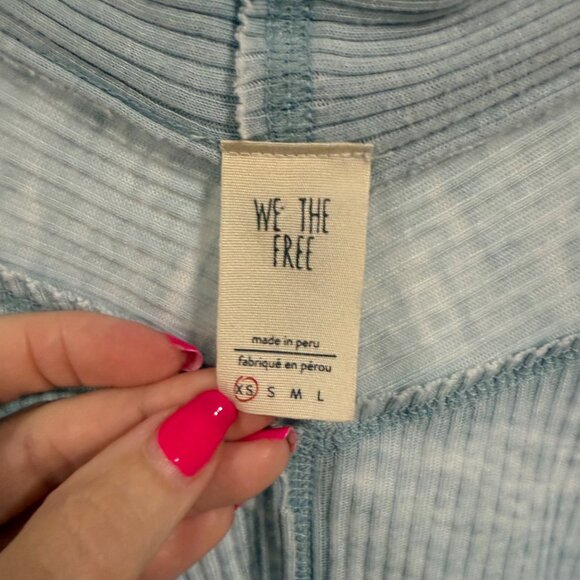 WE THE
FREE
made in peru
fabriqué en pérou
XS S M L